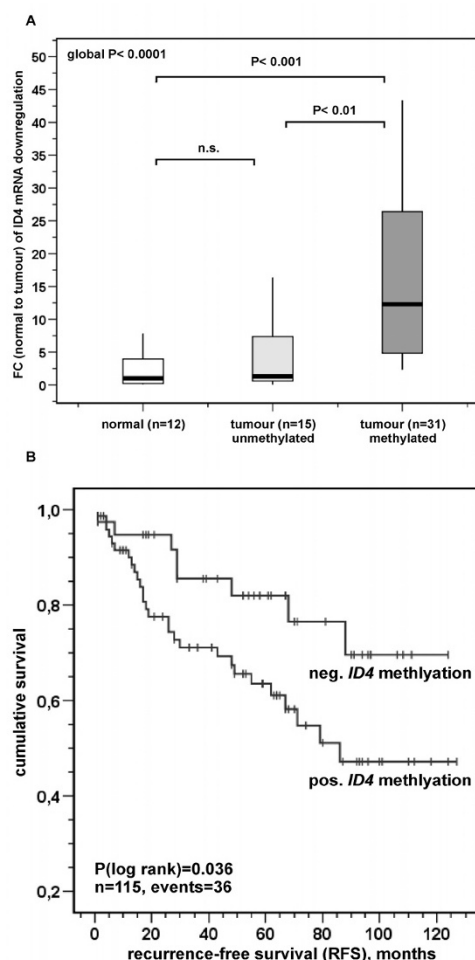 A
global P< 0.0001
P< 0.001
P< 0.01
n.s.
50
45
40
35
30
25
20
15
10
5
0
FC (normal to tumour) of ID4 mRNA downregulation
normal (n=12)
tumour (n=15)
unmethylated
tumour (n=31)
methylated
B
1,0
0,8
0,6
0,4
0,2
cumulative survival
neg. ID4 methlyation
pos. ID4 methlyation
P(log rank)=0.036
n=115, events=36
0 20 40 60 80 100 120
recurrence-free survival (RFS), months